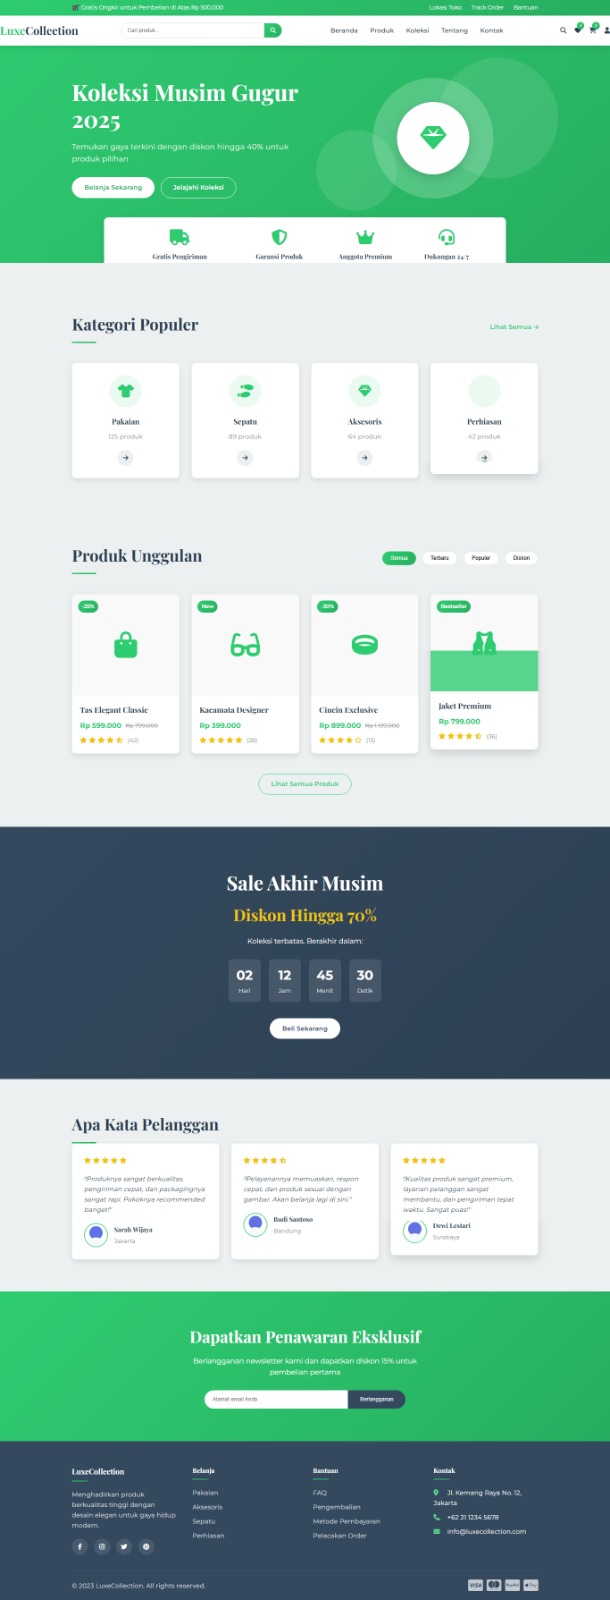 Gratis Ongkir untuk Pembelian di Atas Rp 500.000
Lokasi Toko Track Order Bantuan
LuxeCollection
Cari produk...
Beranda Produk Koleksi Tentang Kontak
Koleksi Musim Gugur
2025
Temukan gaya terkini dengan diskon hingga 40% untuk
produk pilihan
Belanja Sekarang Jelajahi Koleksi
Gratis Pengiriman Garansi Produk Anggota Premium Dukungan 24/7
Kategori Populer
Lihat Semua →
Pakaian Sepatu Aksesoris Perhiasan
125 produk 89 produk 64 produk 42 produk
Produk Unggulan
Semua Terbaru Populer Diskon
-25% New -30% Bestseller
Tas Elegant Classic Kacamata Designer Cincin Exclusive Jaket Premium
Rp 599.000 Rp 799.000 Rp 399.000 Rp 899.000 Rp 1.199.000 Rp 799.000
(42) (28) (15) (36)
Lihat Semua Produk
Sale Akhir Musim
Diskon Hingga 70%
Koleksi terbatas. Berakhir dalam:
02 12 45 30
Hari Jam Menit Detik
Beli Sekarang
Apa Kata Pelanggan
"Produknya sangat berkualitas,
pengiriman cepat, dan packagingnya
sangat rapi. Pokoknya recommended
banget!"
Sarah Wijaya
Jakarta
"Pelayanannya memuaskan, respon
cepat, dan produk sesuai dengan
gambar. Akan belanja lagi di sini."
Budi Santoso
Bandung
"Kualitas produk sangat premium,
layanan pelanggan sangat
membantu, dan pengiriman tepat
waktu. Sangat puas!"
Dewi Lestari
Surabaya
Dapatkan Penawaran Eksklusif
Berlangganan newsletter kami dan dapatkan diskon 15% untuk
pembelian pertama
Alamat email Anda Berlangganan
LuxeCollection
Menghadirkan produk
berkualitas tinggi dengan
desain elegan untuk gaya hidup
modern.
Belanja
Pakaian
Aksesoris
Sepatu
Perhiasan
Bantuan
FAQ
Pengembalian
Metode Pembayaran
Pelacakan Order
Kontak
Jl. Kemang Raya No. 12,
Jakarta
+62 21 1234 5678
info@luxecollection.com
© 2023 LuxeCollection. All rights reserved.
VISA PayPal Pay